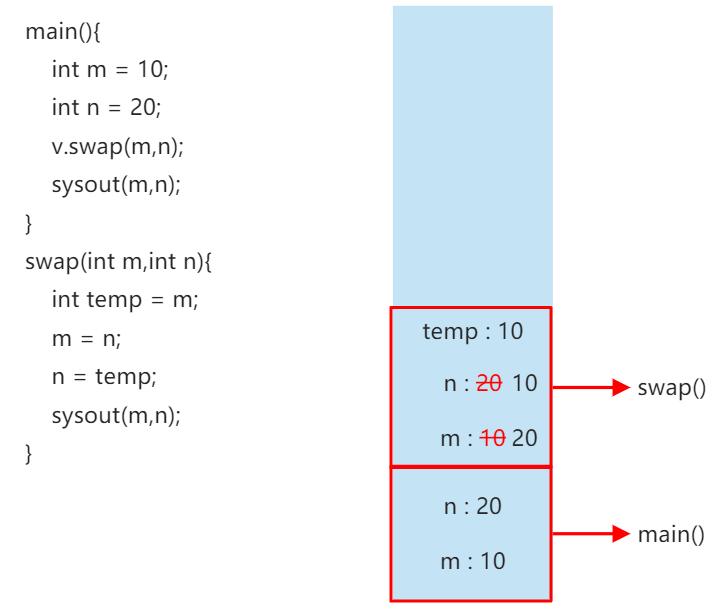 main(){
int m = 10;
int n = 20;
v.swap(m,n);
sysout(m,n);
}
swap(int m,int n){
int temp = m;
m = n;
n = temp;
sysout(m,n);
}
temp : 10
n : 20 10
m : 10 20
swap()
n : 20
m : 10
main()